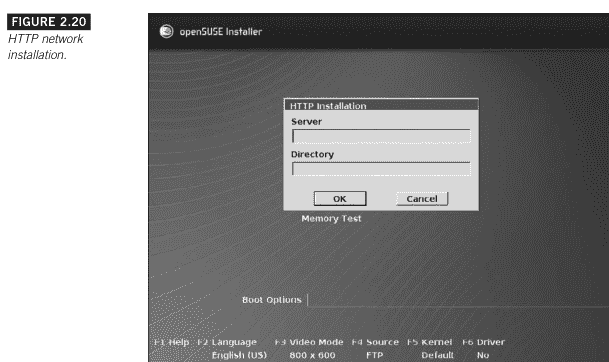 FIGURE 2.20
HTTP network
installation.
openSUSE Installer
HTTP Installation
Server
Directory
OK Cancel
Memory Test
Boot Options
F1 Help F2 Language F3 Video Mode F4 Source F5 Kernel F6 Driver
English (US) 800 x 600 FTP Default No